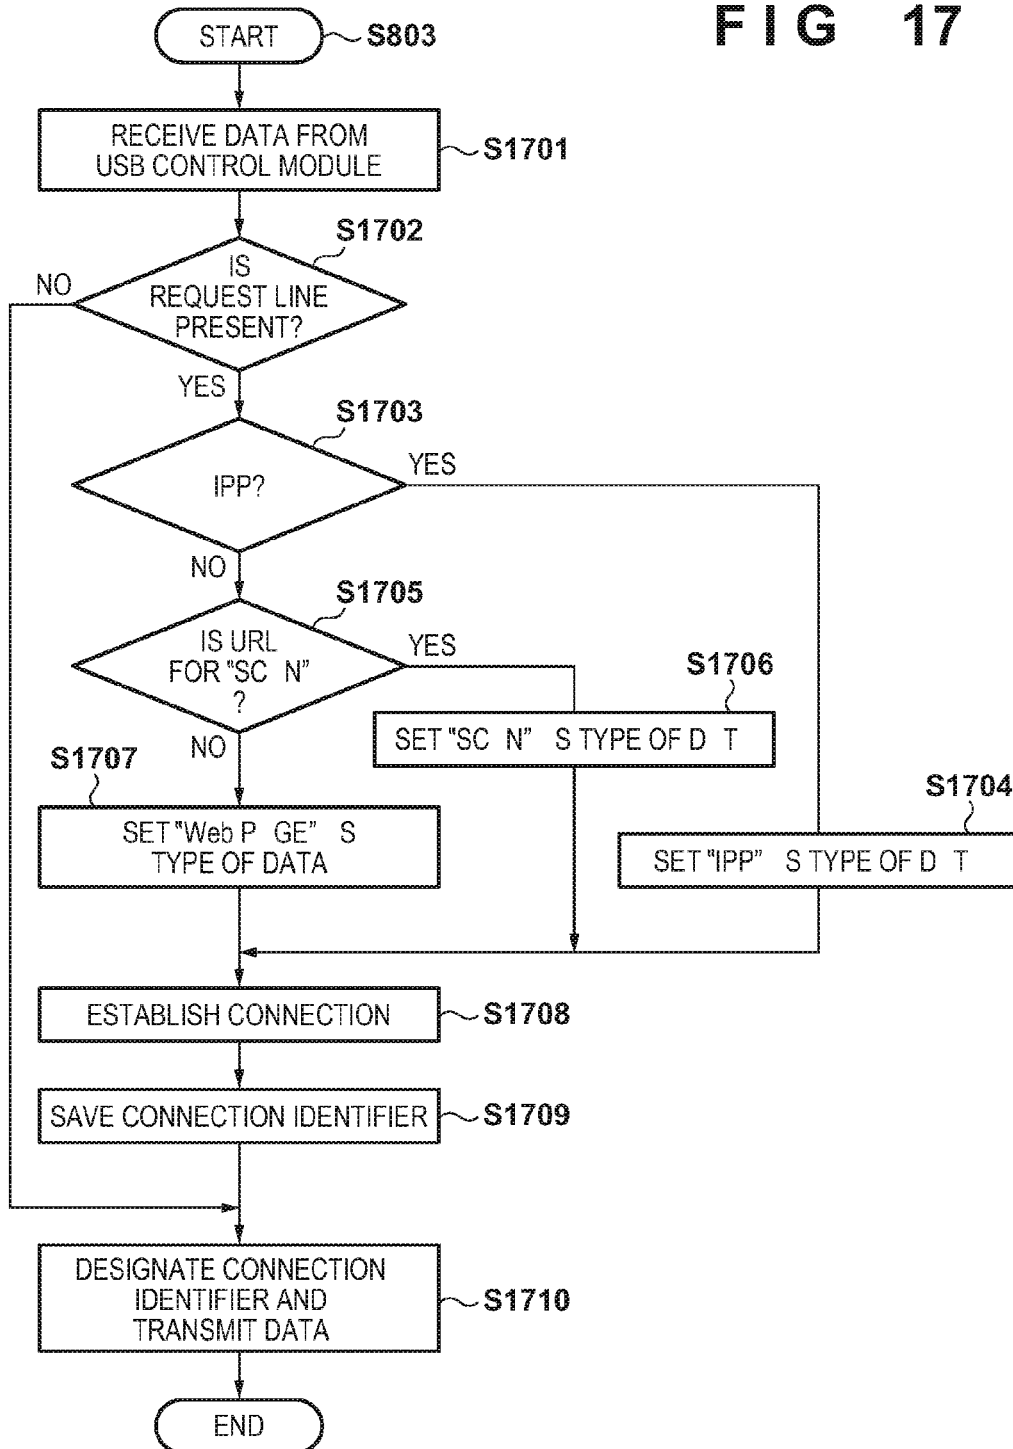 FIG 17
START
S803
RECEIVE DATA FROM
USB CONTROL MODULE
S1701
S1702
IS
REQUEST LINE
PRESENT?
NO
YES
S1703
IPP?
YES
NO
S1705
IS URL
FOR "SC N"
?
YES
NO
S1706
SET "SC N" S TYPE OF D T
S1707
SET "Web P GE" S
TYPE OF DATA
S1704
SET "IPP" S TYPE OF D T
ESTABLISH CONNECTION
S1708
SAVE CONNECTION IDENTIFIER
S1709
DESIGNATE CONNECTION
IDENTIFIER AND
TRANSMIT DATA
S1710
END